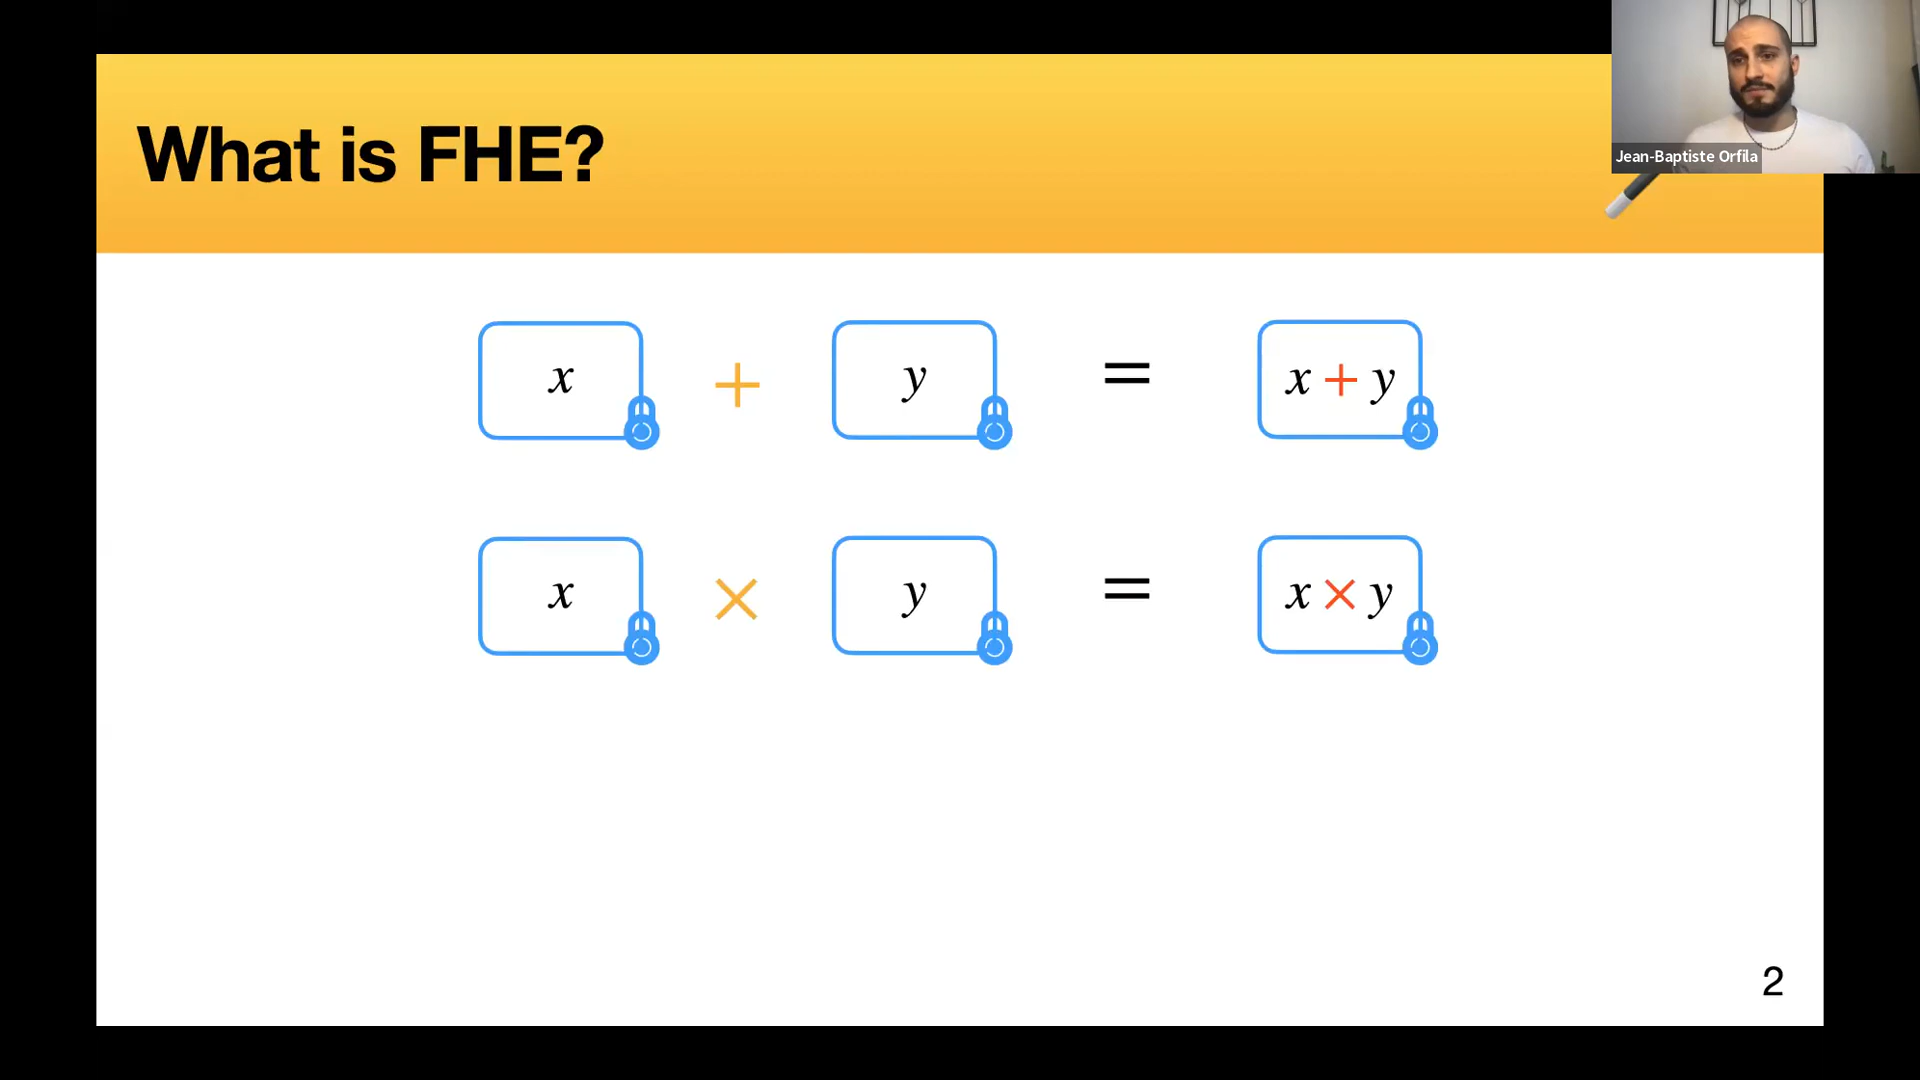 What is FHE?
Jean-Baptiste Orfila
x + y = x + y
x × y = x × y
2